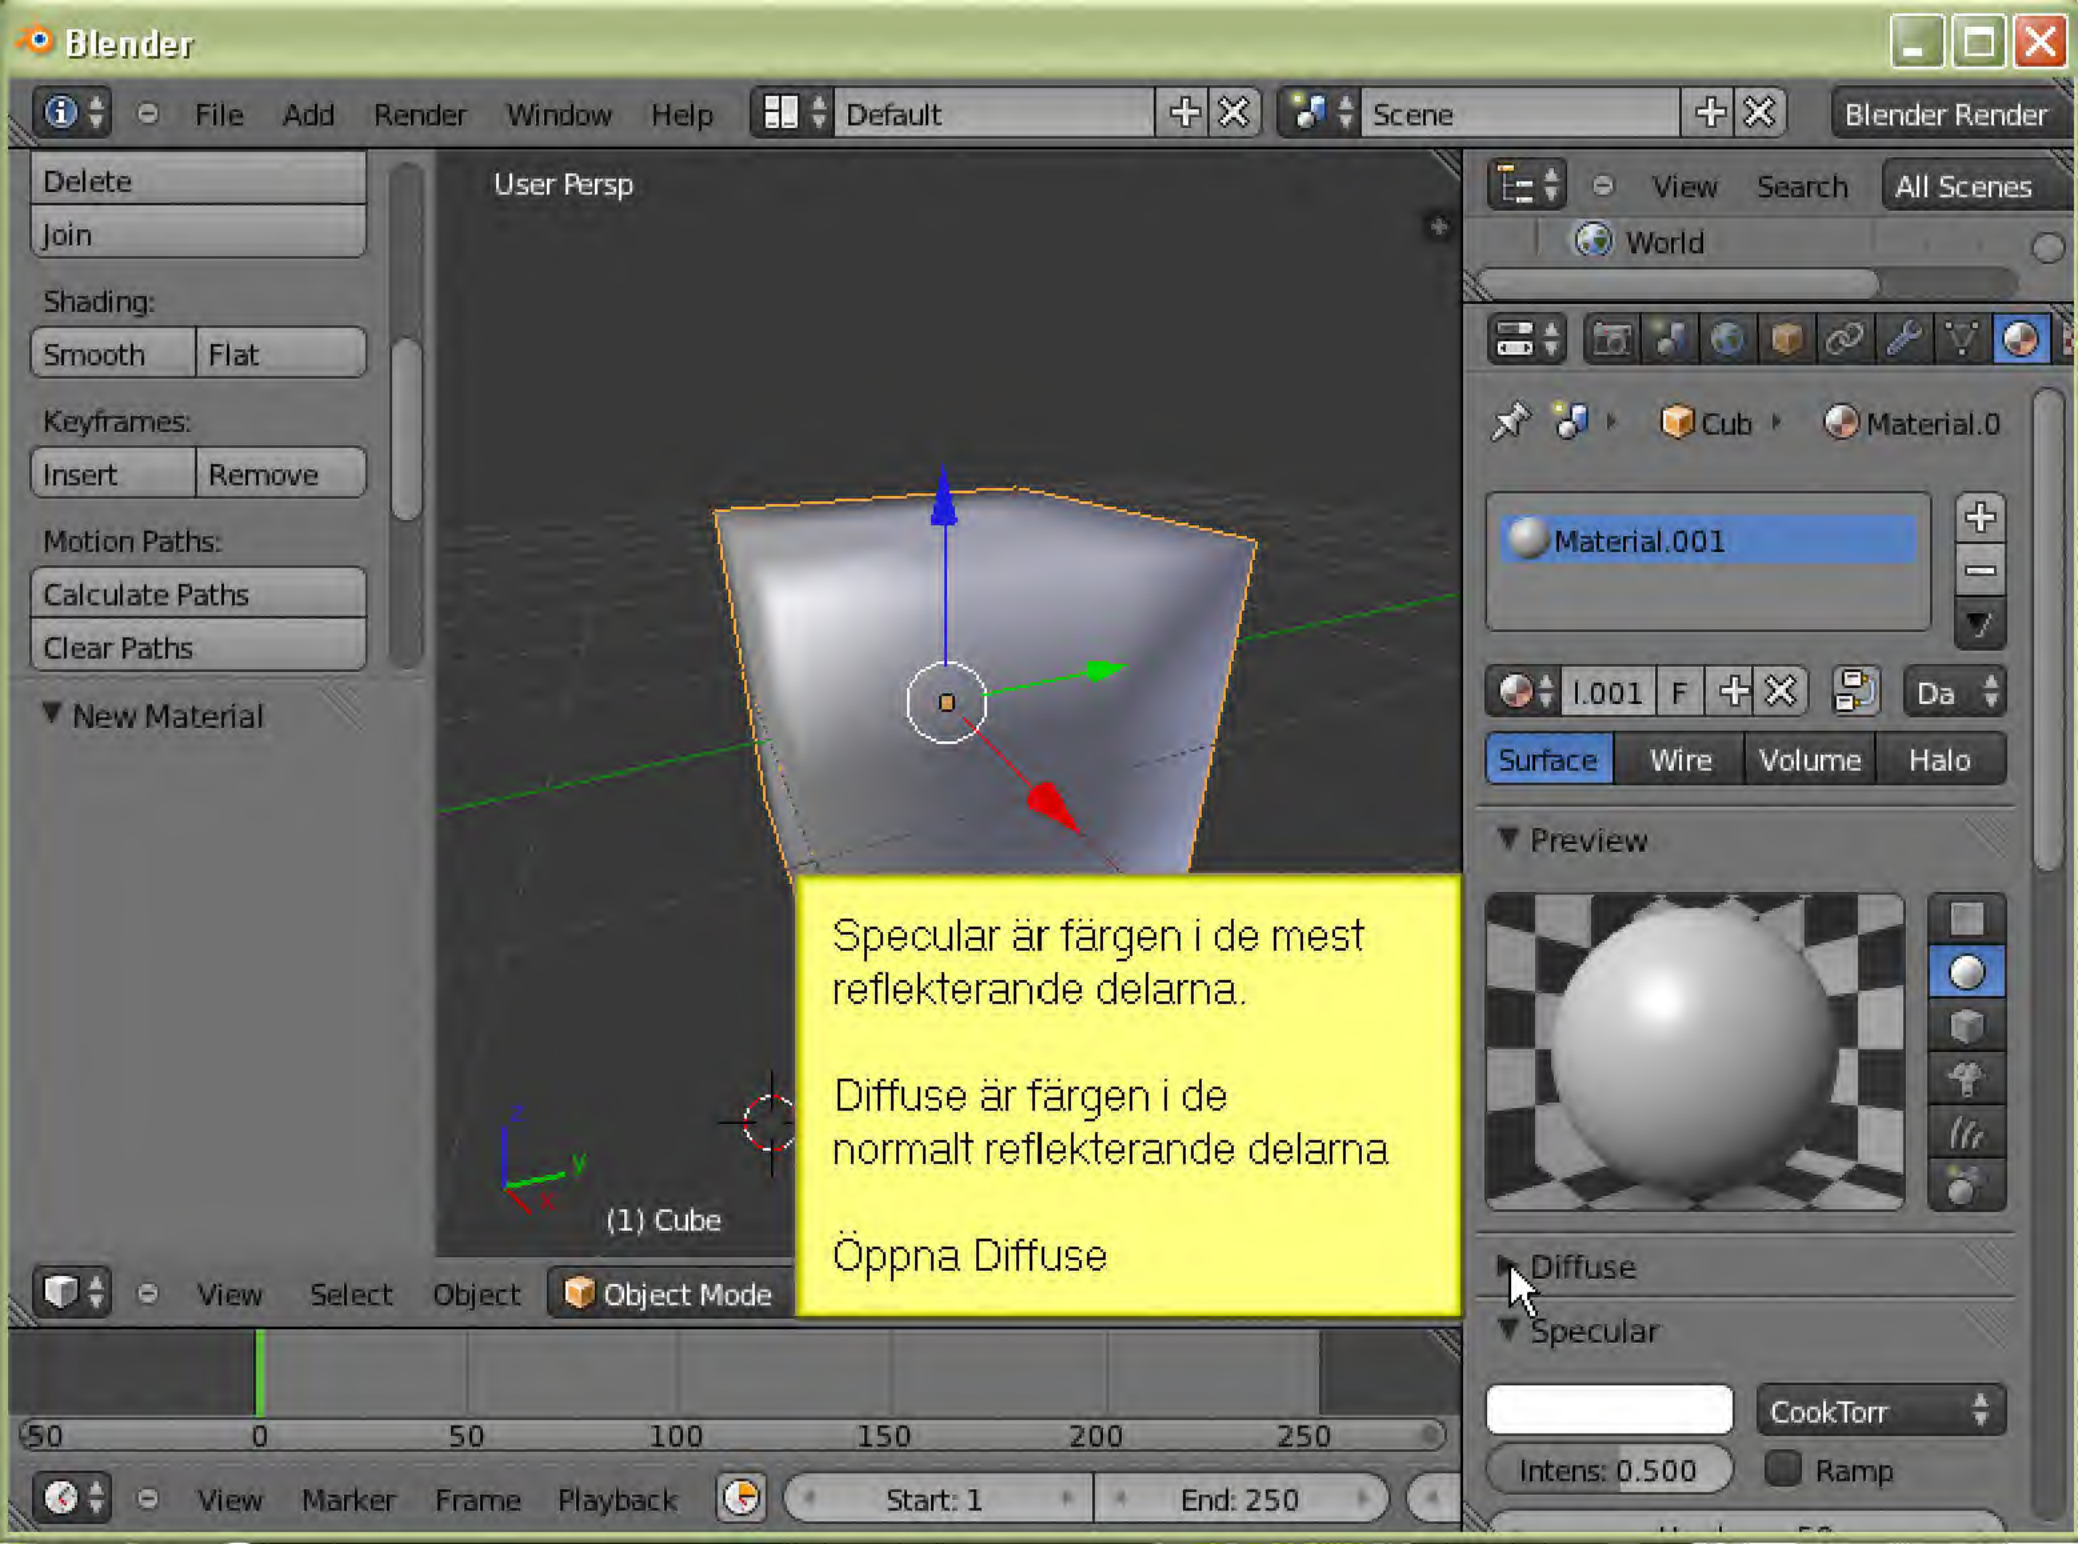 Blender
File Add Render Window Help Default Scene Blender Render
Delete
Join
Shading:
Smooth Flat
Keyframes:
Insert Remove
Motion Paths:
Calculate Paths
Clear Paths
New Material
User Persp
Specular är färgen i de mest
reflekterande delarna.
Diffuse är färgen i de
normalt reflekterande delarna
Öppna Diffuse
z
y
x
(1) Cube
View Select Object Object Mode
-50 0 50 100 150 200 250
View Marker Frame Playback Start: 1 End: 250
View Search All Scenes
World
Cub Material.0
Material.001
l.001 F Da
Surface Wire Volume Halo
Preview
Diffuse
Specular
CookTorr
Intens: 0.500 Ramp